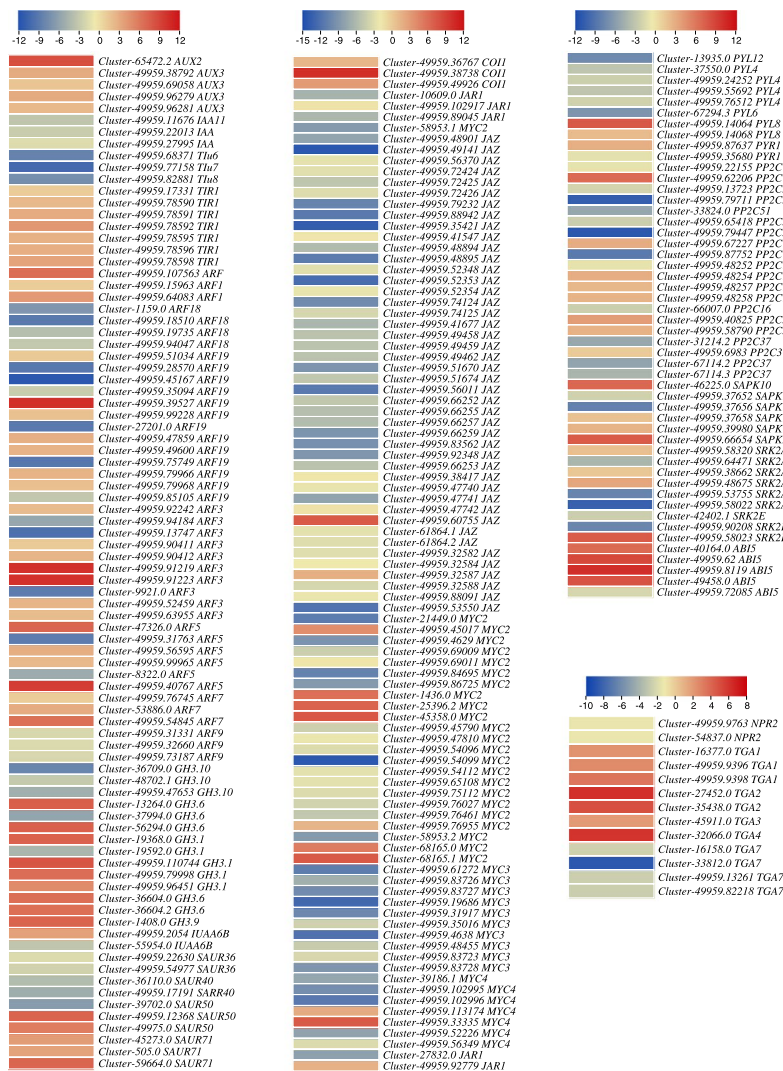 -12 -9 -6 -3 0 3 6 9 12
Cluster-65472.2 AUX2
Cluster-49959.38792 AUX3
Cluster-49959.69058 AUX3
Cluster-49959.96279 AUX3
Cluster-49959.96281 AUX3
Cluster-49959.11676 IAA11
Cluster-49959.22013 IAA
Cluster-49959.27995 IAA
Cluster-49959.68371 Tlu6
Cluster-49959.77158 Tlu7
Cluster-49959.82881 Tlu8
Cluster-49959.17331 TIR1
Cluster-49959.78590 TIR1
Cluster-49959.78591 TIR1
Cluster-49959.78592 TIR1
Cluster-49959.78595 TIR1
Cluster-49959.78596 TIR1
Cluster-49959.78598 TIR1
Cluster-49959.107563 ARF
Cluster-49959.15963 ARF1
Cluster-49959.64083 ARF1
Cluster-1159.0 ARF18
Cluster-49959.18510 ARF18
Cluster-49959.19735 ARF18
Cluster-49959.94047 ARF18
Cluster-49959.51034 ARF19
Cluster-49959.28570 ARF19
Cluster-49959.45167 ARF19
Cluster-49959.35094 ARF19
Cluster-49959.39527 ARF19
Cluster-49959.99228 ARF19
Cluster-27201.0 ARF19
Cluster-49959.47859 ARF19
Cluster-49959.49600 ARF19
Cluster-49959.75749 ARF19
Cluster-49959.79966 ARF19
Cluster-49959.79968 ARF19
Cluster-49959.85105 ARF19
Cluster-49959.92242 ARF3
Cluster-49959.94184 ARF3
Cluster-49959.13747 ARF3
Cluster-49959.90411 ARF3
Cluster-49959.90412 ARF3
Cluster-49959.91219 ARF3
Cluster-49959.91223 ARF3
Cluster-9921.0 ARF3
Cluster-49959.52459 ARF3
Cluster-49959.63955 ARF3
Cluster-47326.0 ARF5
Cluster-49959.31763 ARF5
Cluster-49959.56595 ARF5
Cluster-49959.99965 ARF5
Cluster-8322.0 ARF5
Cluster-49959.40767 ARF5
Cluster-49959.76745 ARF7
Cluster-53886.0 ARF7
Cluster-49959.54845 ARF7
Cluster-49959.31331 ARF9
Cluster-49959.32660 ARF9
Cluster-49959.73187 ARF9
Cluster-36709.0 GH3.10
Cluster-48702.1 GH3.10
Cluster-49959.47653 GH3.10
Cluster-13264.0 GH3.6
Cluster-37994.0 GH3.6
Cluster-56294.0 GH3.6
Cluster-19368.0 GH3.1
Cluster-19592.0 GH3.1
Cluster-49959.110744 GH3.1
Cluster-49959.79998 GH3.1
Cluster-49959.96451 GH3.1
Cluster-36604.0 GH3.6
Cluster-36604.2 GH3.6
Cluster-1408.0 GH3.9
Cluster-49959.2054 IUAA6B
Cluster-55954.0 IUAA6B
Cluster-49959.22630 SAUR36
Cluster-49959.54977 SAUR36
Cluster-36110.0 SAUR40
Cluster-49959.17191 SARR40
Cluster-39702.0 SAUR50
Cluster-49959.12368 SAUR50
Cluster-49975.0 SAUR50
Cluster-45273.0 SAUR71
Cluster-505.0 SAUR71
Cluster-59664.0 SAUR71
-15 -12 -9 -6 -3 0 3 6 9 12
Cluster-49959.36767 COI1
Cluster-49959.38738 COI1
Cluster-49959.49926 COI1
Cluster-10609.0 JAR1
Cluster-49959.102917 JAR1
Cluster-49959.89045 JAR1
Cluster-58953.1 MYC2
Cluster-49959.48901 JAZ
Cluster-49959.49141 JAZ
Cluster-49959.56370 JAZ
Cluster-49959.72424 JAZ
Cluster-49959.72425 JAZ
Cluster-49959.72426 JAZ
Cluster-49959.79232 JAZ
Cluster-49959.88942 JAZ
Cluster-49959.35421 JAZ
Cluster-49959.41547 JAZ
Cluster-49959.48894 JAZ
Cluster-49959.48895 JAZ
Cluster-49959.52348 JAZ
Cluster-49959.52353 JAZ
Cluster-49959.52354 JAZ
Cluster-49959.74124 JAZ
Cluster-49959.74125 JAZ
Cluster-49959.41677 JAZ
Cluster-49959.49458 JAZ
Cluster-49959.49459 JAZ
Cluster-49959.49462 JAZ
Cluster-49959.51670 JAZ
Cluster-49959.51674 JAZ
Cluster-49959.56011 JAZ
Cluster-49959.66252 JAZ
Cluster-49959.66255 JAZ
Cluster-49959.66257 JAZ
Cluster-49959.66259 JAZ
Cluster-49959.83562 JAZ
Cluster-49959.92348 JAZ
Cluster-49959.66253 JAZ
Cluster-49959.38417 JAZ
Cluster-49959.47740 JAZ
Cluster-49959.47741 JAZ
Cluster-49959.47742 JAZ
Cluster-49959.60755 JAZ
Cluster-61864.1 JAZ
Cluster-61864.2 JAZ
Cluster-49959.32582 JAZ
Cluster-49959.32584 JAZ
Cluster-49959.32587 JAZ
Cluster-49959.32588 JAZ
Cluster-49959.88091 JAZ
Cluster-49959.53550 JAZ
Cluster-21449.0 MYC2
Cluster-49959.45017 MYC2
Cluster-49959.4629 MYC2
Cluster-49959.69009 MYC2
Cluster-49959.69011 MYC2
Cluster-49959.84695 MYC2
Cluster-49959.86725 MYC2
Cluster-1436.0 MYC2
Cluster-25396.2 MYC2
Cluster-45358.0 MYC2
Cluster-49959.45790 MYC2
Cluster-49959.47810 MYC2
Cluster-49959.54096 MYC2
Cluster-49959.54099 MYC2
Cluster-49959.54112 MYC2
Cluster-49959.65108 MYC2
Cluster-49959.75112 MYC2
Cluster-49959.76027 MYC2
Cluster-49959.76461 MYC2
Cluster-49959.76955 MYC2
Cluster-58953.2 MYC2
Cluster-68165.0 MYC2
Cluster-68165.1 MYC2
Cluster-49959.61272 MYC3
Cluster-49959.83726 MYC3
Cluster-49959.83727 MYC3
Cluster-49959.19686 MYC3
Cluster-49959.31917 MYC3
Cluster-49959.35016 MYC3
Cluster-49959.4638 MYC3
Cluster-49959.48455 MYC3
Cluster-49959.83723 MYC3
Cluster-49959.83728 MYC3
Cluster-39186.1 MYC4
Cluster-49959.102995 MYC4
Cluster-49959.102996 MYC4
Cluster-49959.113174 MYC4
Cluster-49959.33335 MYC4
Cluster-49959.52226 MYC4
Cluster-49959.56349 MYC4
Cluster-27832.0 JAR1
Cluster-49959.92779 JAR1
-12 -9 -6 -3 0 3 6 9 12
Cluster-13935.0 PYL12
Cluster-37550.0 PYL4
Cluster-49959.24252 PYL4
Cluster-49959.55692 PYL4
Cluster-49959.76512 PYL4
Cluster-67294.3 PYL6
Cluster-49959.14064 PYL8
Cluster-49959.14068 PYL8
Cluster-49959.87637 PYR1
Cluster-49959.35680 PYR1
Cluster-49959.22155 PP2C
Cluster-49959.62206 PP2C
Cluster-49959.13723 PP2C
Cluster-49959.79711 PP2C
Cluster-33824.0 PP2C51
Cluster-49959.65418 PP2C
Cluster-49959.79447 PP2C
Cluster-49959.67227 PP2C
Cluster-49959.87752 PP2C
Cluster-49959.48252 PP2C
Cluster-49959.48254 PP2C
Cluster-49959.48257 PP2C
Cluster-49959.48258 PP2C
Cluster-66007.0 PP2C16
Cluster-49959.40825 PP2C
Cluster-49959.58790 PP2C
Cluster-31214.2 PP2C37
Cluster-49959.6983 PP2C3
Cluster-67114.2 PP2C37
Cluster-67114.3 PP2C37
Cluster-46225.0 SAPK10
Cluster-49959.37652 SAPK
Cluster-49959.37656 SAPK
Cluster-49959.37658 SAPK
Cluster-49959.39980 SAPK
Cluster-49959.66654 SAPK
Cluster-49959.58320 SRK2
Cluster-49959.64471 SRK2
Cluster-49959.38662 SRK2
Cluster-49959.48675 SRK2
Cluster-49959.53755 SRK2
Cluster-49959.58022 SRK2
Cluster-42402.1 SRK2E
Cluster-49959.90208 SRK2
Cluster-49959.58023 SRK2
Cluster-40164.0 ABI5
Cluster-49959.62 ABI5
Cluster-49959.8119 ABI5
Cluster-49458.0 ABI5
Cluster-49959.72085 ABI5
-10 -8 -6 -4 -2 0 2 4 6 8
Cluster-49959.9763 NPR2
Cluster-54837.0 NPR2
Cluster-16377.0 TGA1
Cluster-49959.9396 TGA1
Cluster-49959.9398 TGA1
Cluster-27452.0 TGA2
Cluster-35438.0 TGA2
Cluster-45911.0 TGA3
Cluster-32066.0 TGA4
Cluster-16158.0 TGA7
Cluster-33812.0 TGA7
Cluster-49959.13261 TGA7
Cluster-49959.82218 TGA7